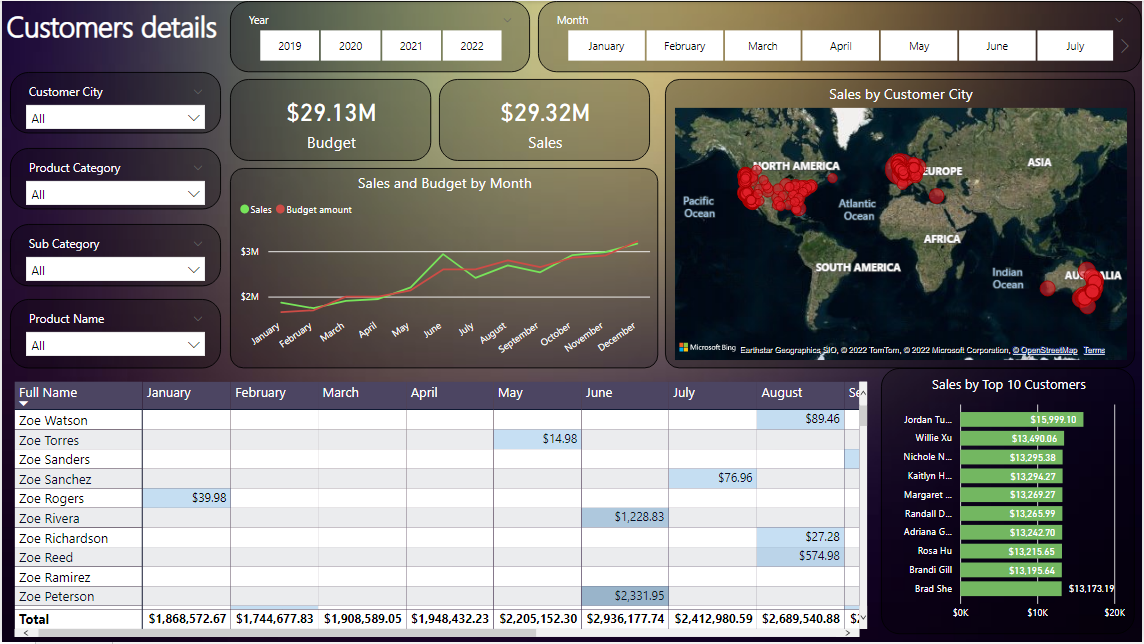 Customers details
Year
2019 2020 2021 2022
Month
January February March April May June July
Customer City
All
Product Category
All
Sub Category
All
Product Name
All
$29.13M
Budget
$29.32M
Sales
Sales and Budget by Month
Sales Budget amount
$3M
$2M
January February March April May June July August September October November December
Sales by Customer City
NORTH AMERICA
EUROPE
ASIA
Pacific
Ocean
Atlantic
Ocean
AFRICA
SOUTH AMERICA
Indian
Ocean
Microsoft Bing
Earthstar Geographics SIO, © 2022 TomTom, © 2022 Microsoft Corporation, © OpenStreetMap Terms
Full Name January February March April May June July August Se
Zoe Watson $89.46
Zoe Torres $14.98
Zoe Sanders
Zoe Sanchez $76.96
Zoe Rogers $39.98
Zoe Rivera $1,228.83
Zoe Richardson $27.28
Zoe Reed $574.98
Zoe Ramirez
Zoe Peterson $2,331.95
Total $1,868,572.67 $1,744,677.83 $1,908,589.05 $1,948,432.23 $2,205,152.30 $2,936,177.74 $2,412,980.59 $2,689,540.88
Sales by Top 10 Customers
Jordan Tu... $15,999.10
Willie Xu $13,490.06
Nichole N... $13,295.38
Kaitlyn H... $13,294.27
Margaret ... $13,269.27
Randall D... $13,265.99
Adriana G... $13,242.70
Rosa Hu $13,215.65
Brandi Gill $13,195.64
Brad She $13,173.19
$0K $10K $20K